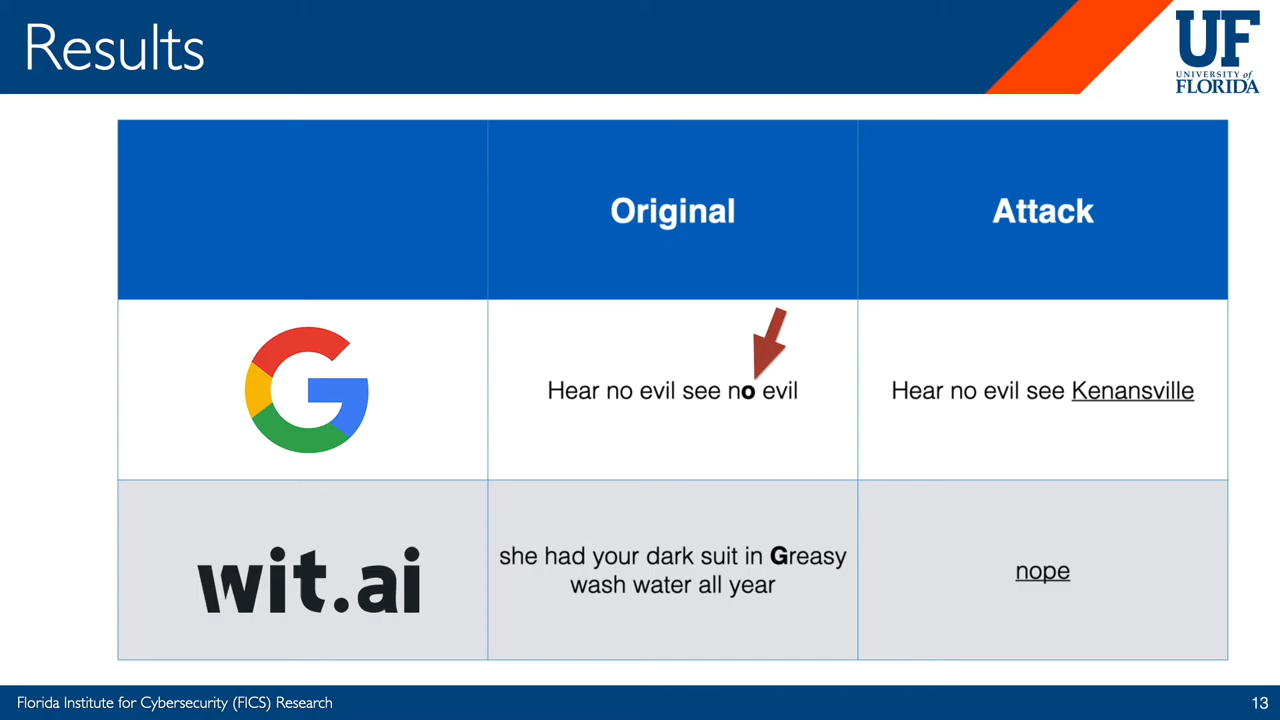 Results
UF
UNIVERSITY of
FLORIDA
Original
Attack
Hear no evil see no evil
Hear no evil see Kenansville
wit.ai
she had your dark suit in Greasy
wash water all year
nope
Florida Institute for Cybersecurity (FICS) Research
13